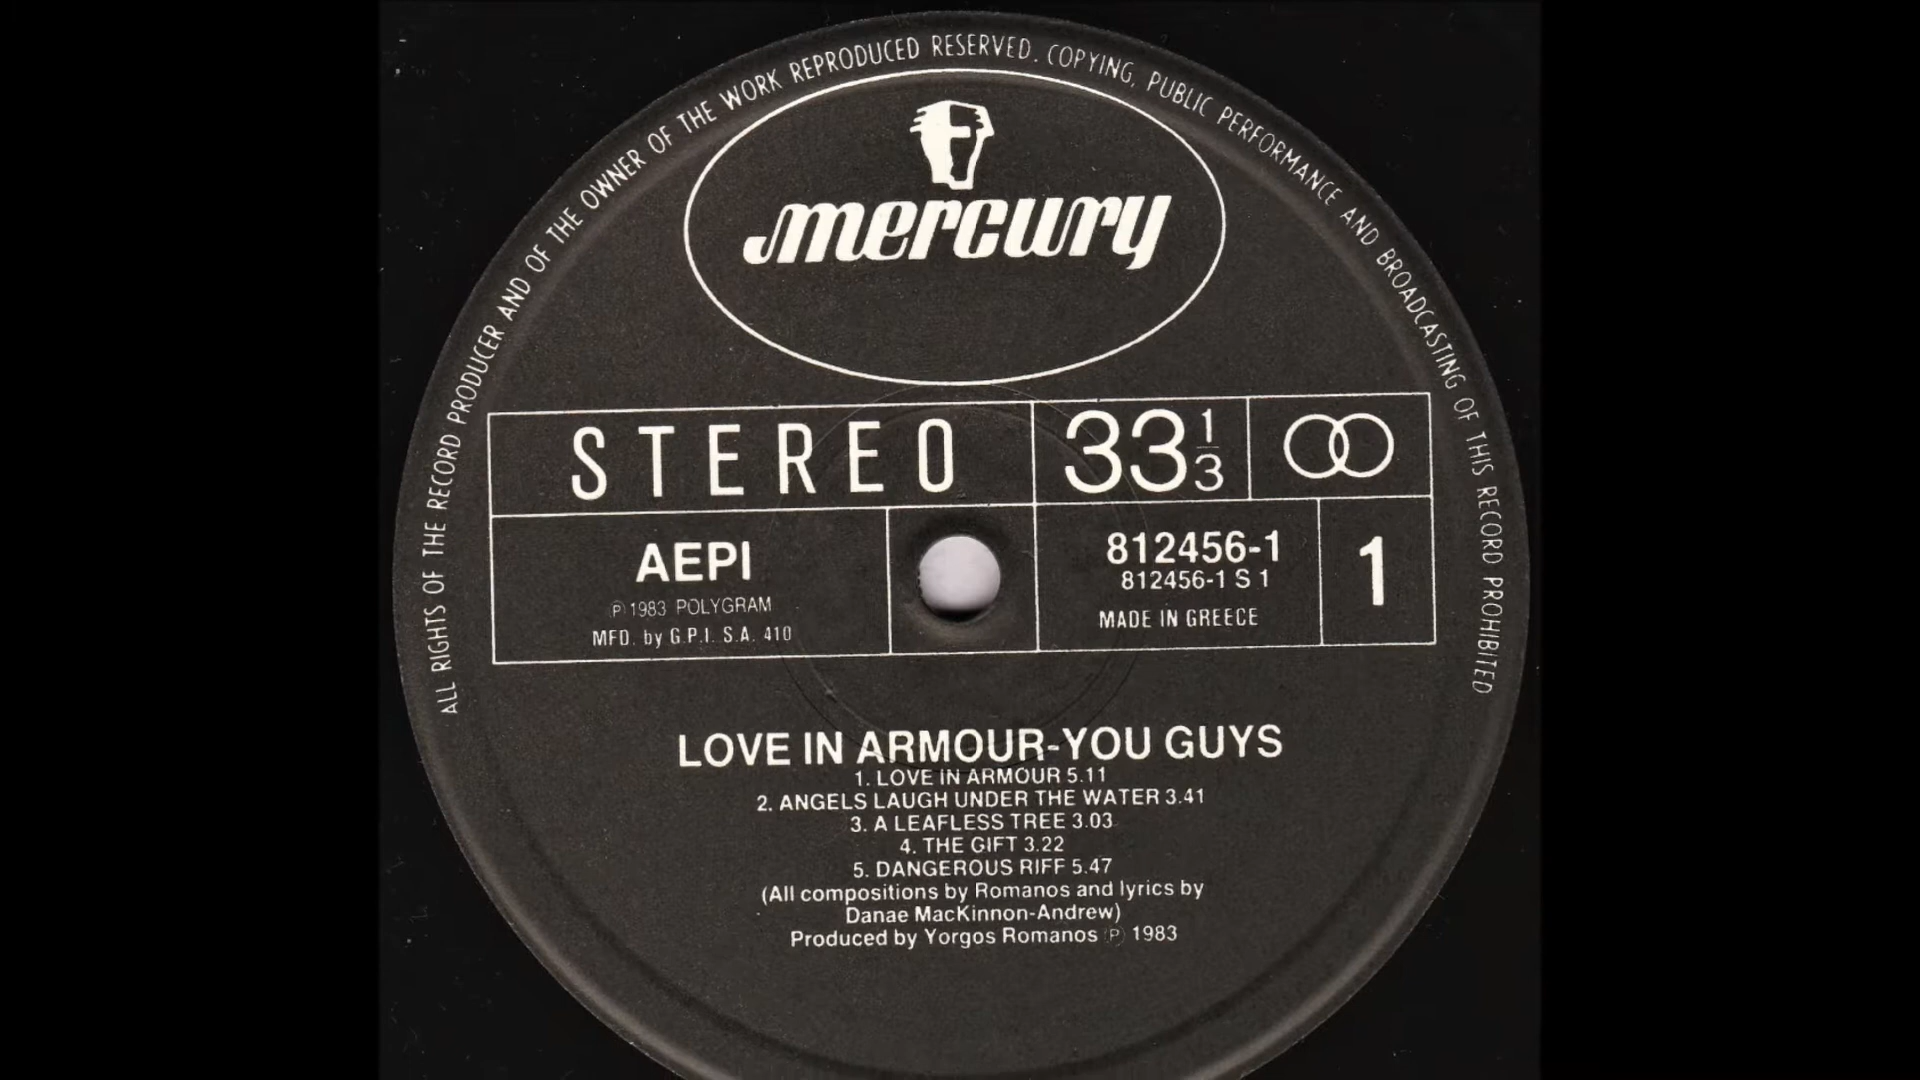 ALL RIGHTS OF THE RECORD PRODUCER AND OF THE OWNER OF THE WORK REPRODUCED RESERVED. COPYING, PUBLIC PERFORMANCE AND BROADCASTING OF THIS RECORD PROHIBITED
mercury
STEREO 33 1/3
AEPI 812456-1 1
℗ 1983 POLYGRAM 812456-1 S 1
MFD. by G.P.I. S.A. 410 MADE IN GREECE
LOVE IN ARMOUR-YOU GUYS
1. LOVE IN ARMOUR 5.11
2. ANGELS LAUGH UNDER THE WATER 3.41
3. A LEAFLESS TREE 3.03
4. THE GIFT 3.22
5. DANGEROUS RIFF 5.47
(All compositions by Romanos and lyrics by
Danae MacKinnon-Andrew)
Produced by Yorgos Romanos ℗ 1983